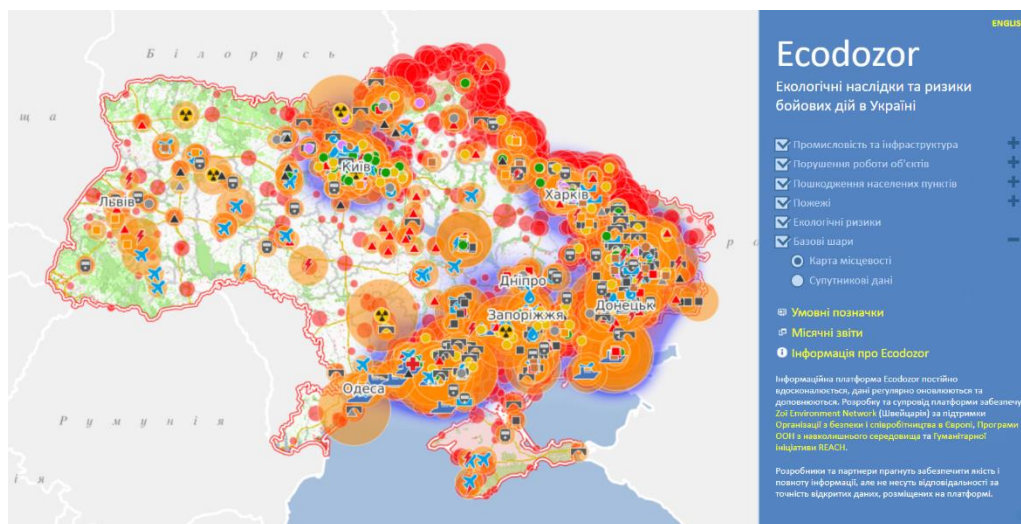 Білорусь
ща
Київ
Львів
Харків
Дніпро
Донецьк
Запоріжжя
Одеса
Румунія
ENGLIS
Ecodozor
Екологічні наслідки та ризики
бойових дій в Україні
Промисловість та інфраструктура
Порушення роботи об'єктів
Пошкодження населених пунктів
Пожежі
Екологічні ризики
Базові шари
Карта місцевості
Супутникові дані
Умовні позначки
Місячні звіти
Інформація про Ecodozor
Інформаційна платформа Ecodozor постійно
вдосконалюється, дані регулярно оновлюються та
доповнюються. Розробку та супровід платформи забезпечу
Zoï Environment Network (Швейцарія) за підтримки
Організації з безпеки і співробітництва в Європі, Програми
ООН з навколишнього середовища та Гуманітарної
ініціативи REACH.
Розробники та партнери прагнуть забезпечити якість і
повноту інформації, але не несуть відповідальності за
точність відкритих даних, розміщених на платформі.